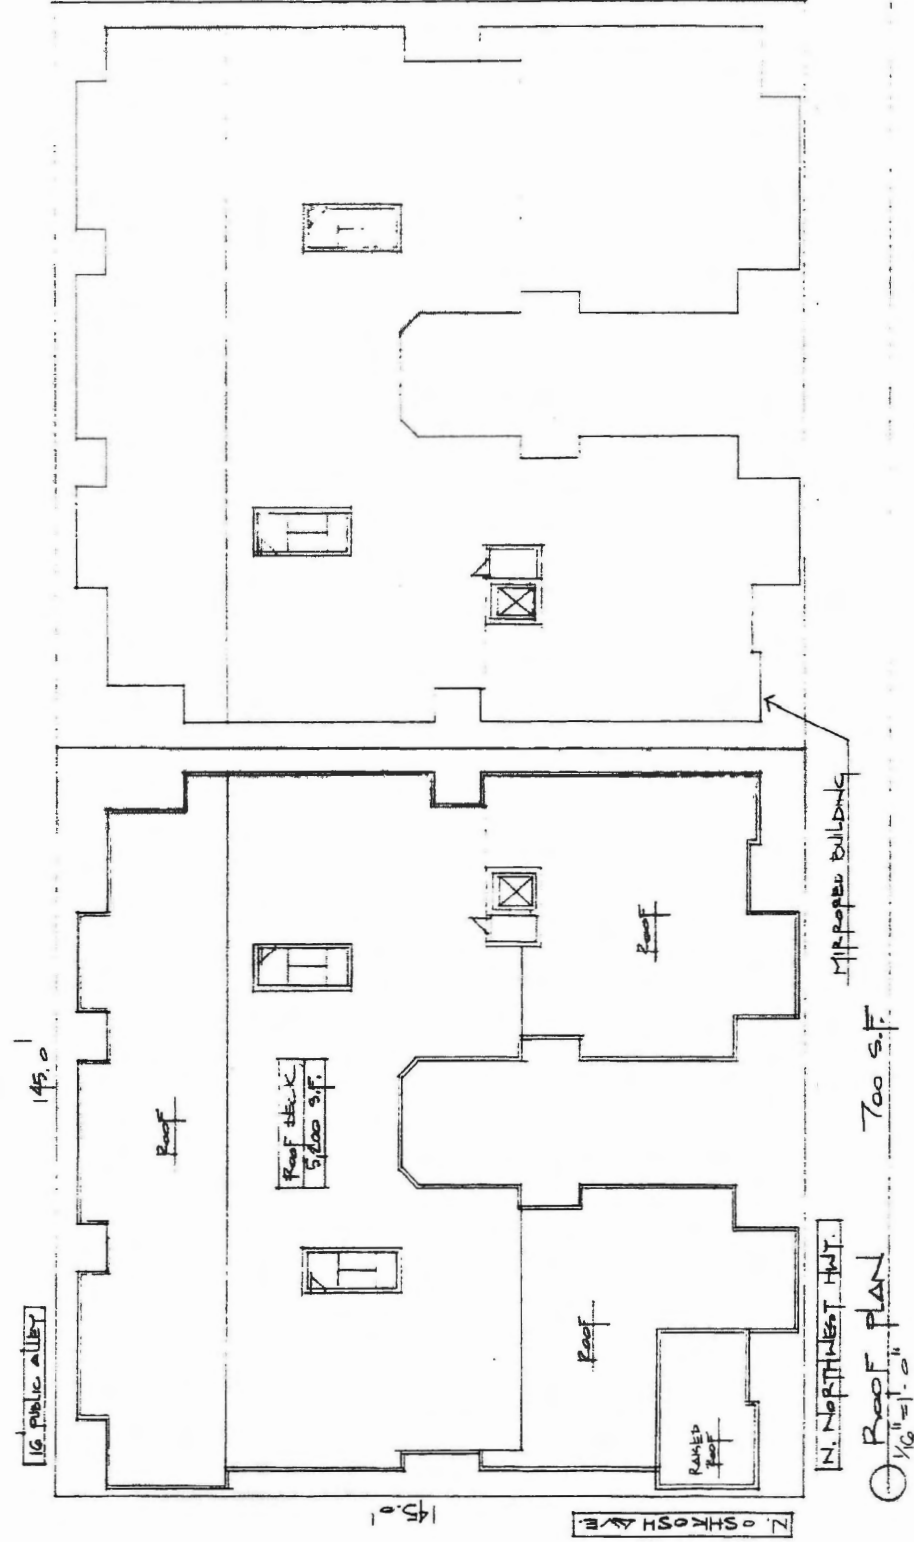 16' PUBLIC ALLEY
145.0'
ROOF
ROOF DECK
5,200 S.F.
ROOF
ROOF
RAISED
ROOF
145.0'
N. OSHKOSH AVE.
N. NORTHWEST HWY.
MIRRORED BUILDING
ROOF PLAN
700 S.F.
1/16" = 1'-0"